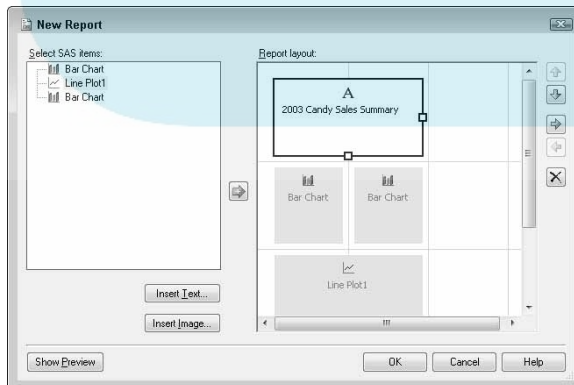 New Report
Select SAS items:
Bar Chart
Line Plot1
Bar Chart
Insert Text...
Insert Image...
Report layout:
A
2003 Candy Sales Summary
Bar Chart
Bar Chart
Line Plot1
Show Preview
OK
Cancel
Help